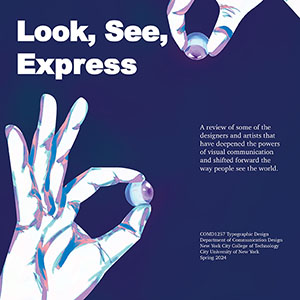 Look, See,
Express
A review of some of the
designers and artists that
have deepened the powers
of visual communication
and shifted forward the
way people see the world.
COMD1257 Typographic Design
Department of Communication Design
New York City College of Technology
City University of New York
Spring 2024